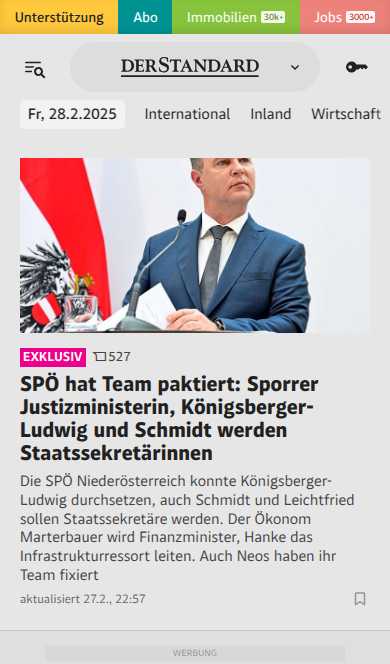 Unterstützung Abo Immobilien 30k+ Jobs 3000+
DERSTANDARD
Fr, 28.2.2025 International Inland Wirtschaft
EXKLUSIV 527
SPÖ hat Team paktiert: Sporrer
Justizministerin, Königsberger-
Ludwig und Schmidt werden
Staatssekretärinnen
Die SPÖ Niederösterreich konnte Königsberger-
Ludwig durchsetzen, auch Schmidt und Leichtfried
sollen Staatssekretäre werden. Der Ökonom
Marterbauer wird Finanzminister, Hanke das
Infrastrukturressort leiten. Auch Neos haben ihr
Team fixiert
aktualisiert 27.2., 22:57
WERBUNG